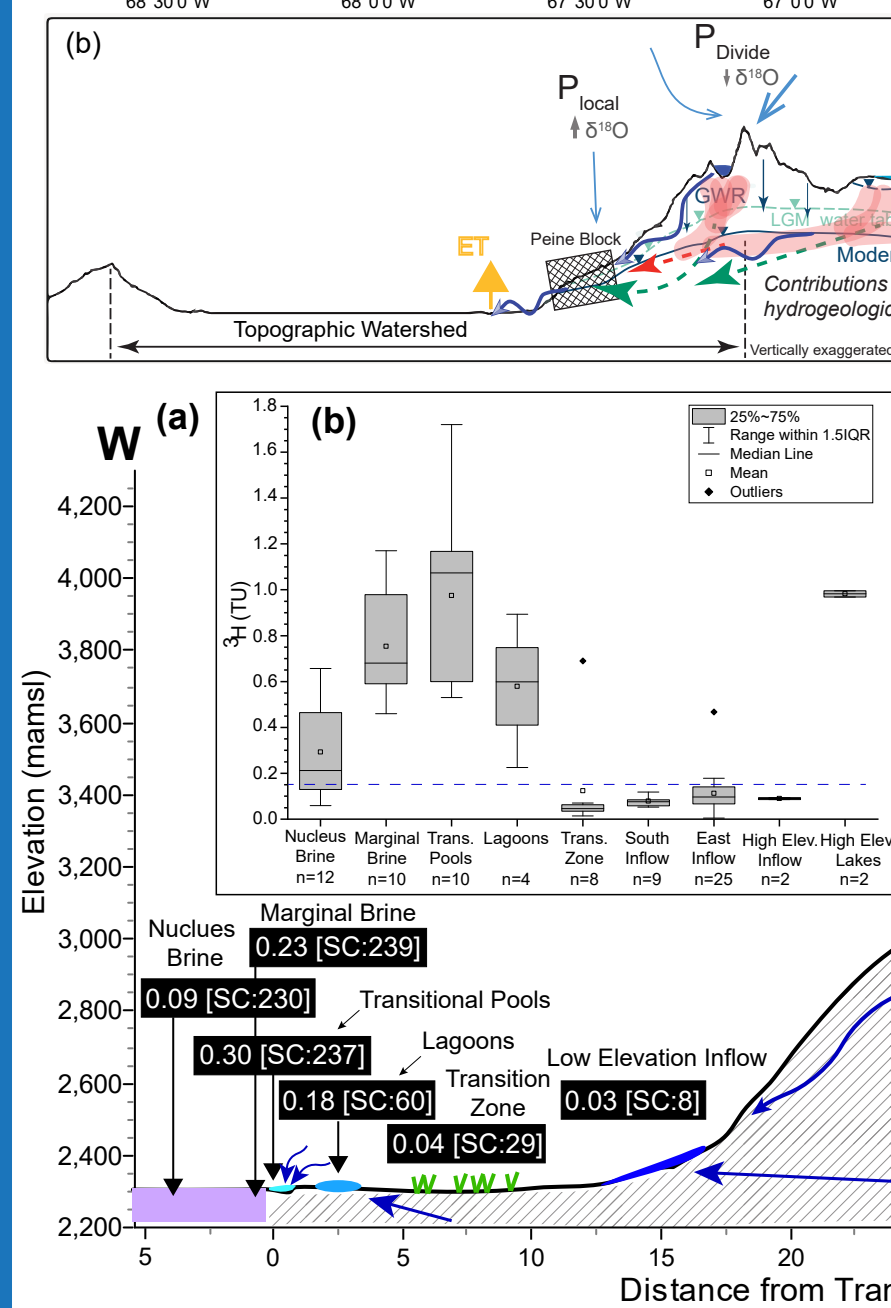 68°30'0"W 68°0'0"W 67°30'0"W 67°0'0"W
(b)
P Divide
δ¹⁸O
P local
δ¹⁸O
GWR
LGM water tab
ET
Peine Block
Moder
Contributions
hydrogeologic
Topographic Watershed
Vertically exaggerated
(a)
W
(b)
25%~75%
Range within 1.5IQR
Median Line
Mean
Outliers
³H (TU)
1.8
1.6
1.4
1.2
1.0
0.8
0.6
0.4
0.2
0.0
Nucleus Brine n=12
Marginal Brine n=10
Trans. Pools n=10
Lagoons n=4
Trans. Zone n=8
South Inflow n=9
East Inflow n=25
High Elev. Inflow n=2
High Elev Lakes n=2
Elevation (mamsl)
4,200
4,000
3,800
3,600
3,400
3,200
3,000
2,800
2,600
2,400
2,200
Nuclues
Brine
Marginal Brine
0.23 [SC:239]
0.09 [SC:230]
Transitional Pools
0.30 [SC:237]
Lagoons
0.18 [SC:60]
Transition
Zone
0.04 [SC:29]
Low Elevation Inflow
0.03 [SC:8]
5 0 5 10 15 20
Distance from Tran